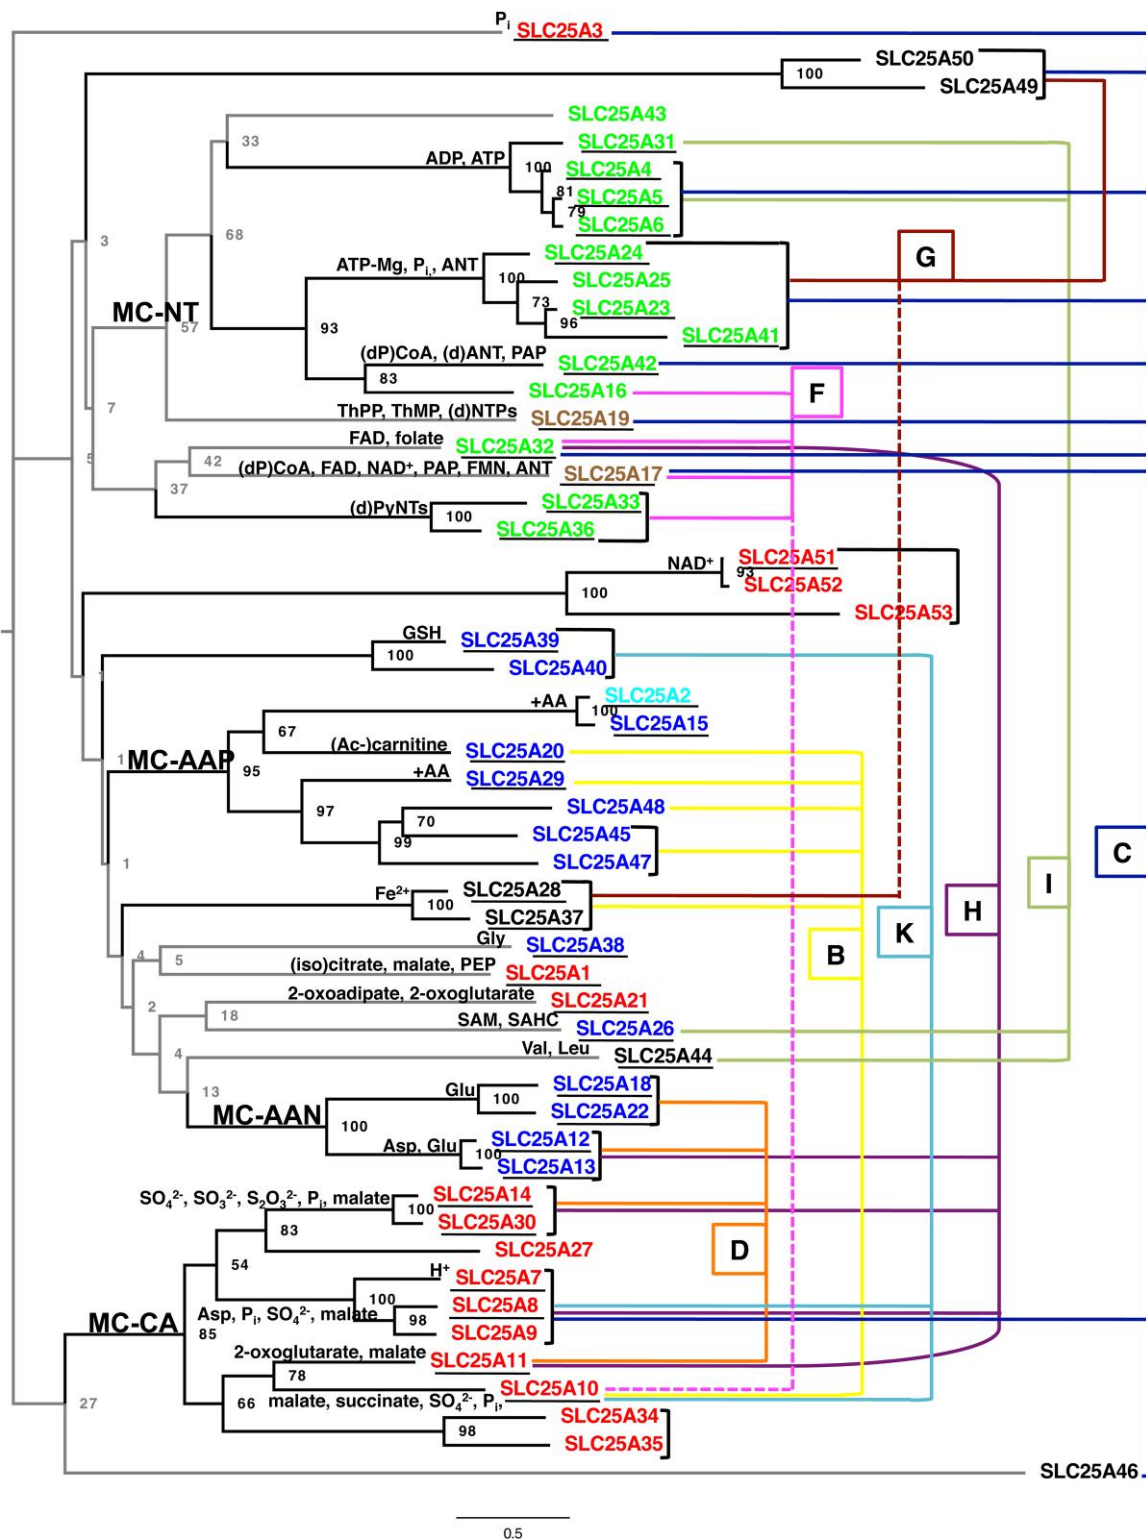 Pi SLC25A3
SLC25A50
100
SLC25A49
SLC25A43
33
SLC25A31
ADP, ATP
100 SLC25A4
81 SLC25A5
79
SLC25A6
3
68
SLC25A24
G
ATP-Mg, Pi,, ANT
100 SLC25A25
73 SLC25A23
MC-NT
57
93
96
SLC25A41
(dP)CoA, (d)ANT, PAP
SLC25A42
83
SLC25A16
F
7
ThPP, ThMP, (d)NTPs
SLC25A19
FAD, folate
SLC25A32
5
42
(dP)CoA, FAD, NAD⁺, PAP, FMN, ANT
SLC25A17
37
(d)PyNTs
SLC25A33
100
SLC25A36
NAD⁺
SLC25A51
93
SLC25A52
100
SLC25A53
GSH
SLC25A39
100
SLC25A40
1
+AA
SLC25A2
100
SLC25A15
67
(Ac-)carnitine
SLC25A20
1
MC-AAP
95
+AA
SLC25A29
97
SLC25A48
70
SLC25A45
99
SLC25A47
C
1
I
Fe²⁺
SLC25A28
100
SLC25A37
H
K
Gly
SLC25A38
B
4
5
(iso)citrate, malate, PEP
SLC25A1
2-oxoadipate, 2-oxoglutarate
SLC25A21
2
18
SAM, SAHC
SLC25A26
Val, Leu
SLC25A44
4
13
Glu
SLC25A18
100
SLC25A22
MC-AAN
100
Asp, Glu
SLC25A12
100
SLC25A13
SO₄²⁻, SO₃²⁻, S₂O₃²⁻, Pi, malate
SLC25A14
100
SLC25A30
83
SLC25A27
D
54
H⁺
SLC25A7
100
SLC25A8
Asp, Pi, SO₄²⁻, malate
98
SLC25A9
MC-CA
85
2-oxoglutarate, malate
SLC25A11
78
SLC25A10
27
66
malate, succinate, SO₄²⁻, Pi,
SLC25A34
98
SLC25A35
SLC25A46
0.5